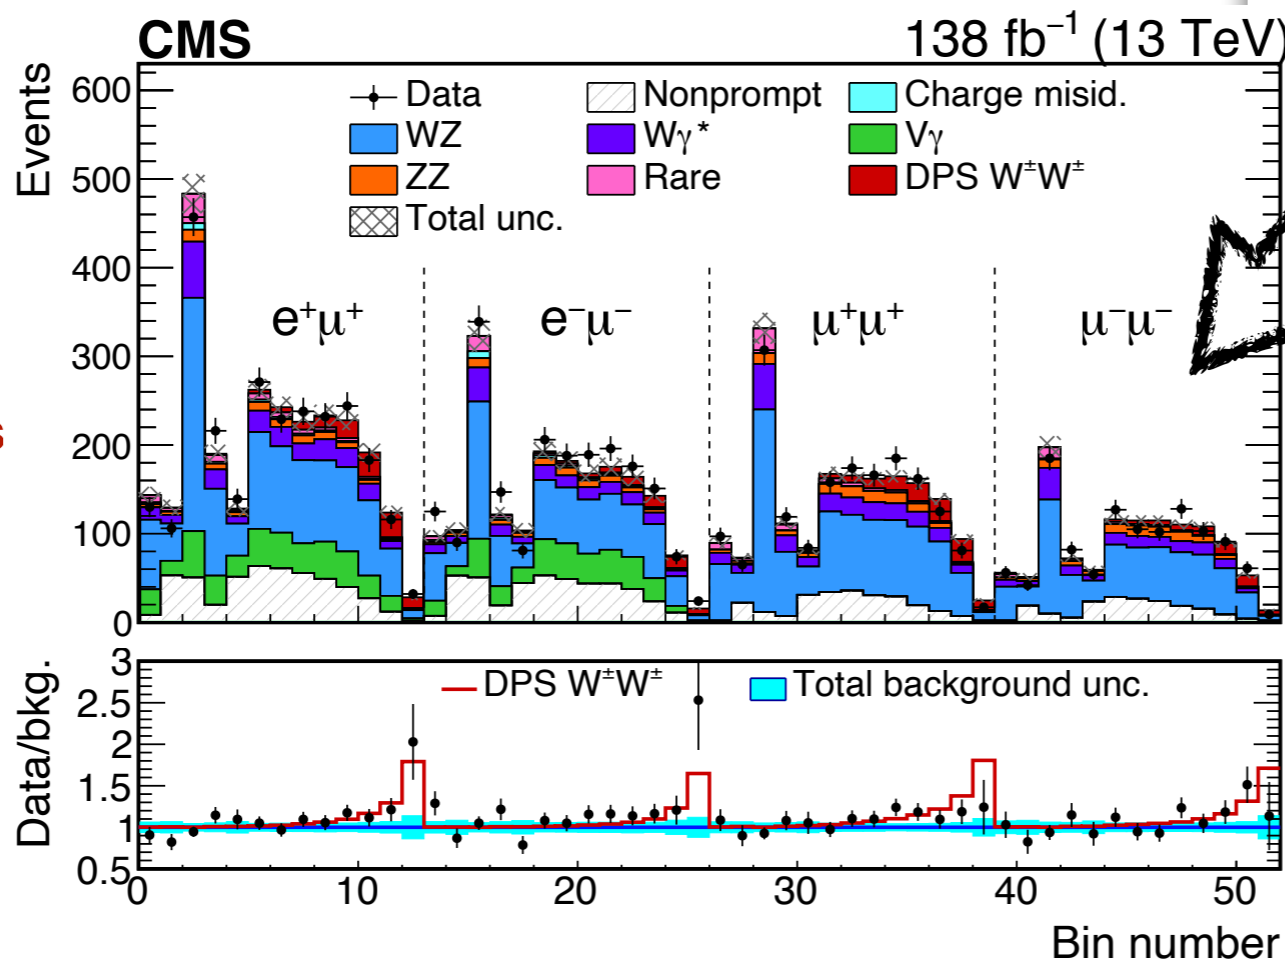 CMS 138 fb⁻¹ (13 TeV)
Events
600
500
400
300
200
100
0
Data Nonprompt Charge misid.
WZ Wγ* Vγ
ZZ Rare DPS W±W±
Total unc.
e⁺μ⁺ e⁻μ⁻ μ⁺μ⁺ μ⁻μ⁻
Data/bkg.
3
2.5
2
1.5
1
0.5
DPS W±W± Total background unc.
0 10 20 30 40 50
Bin number